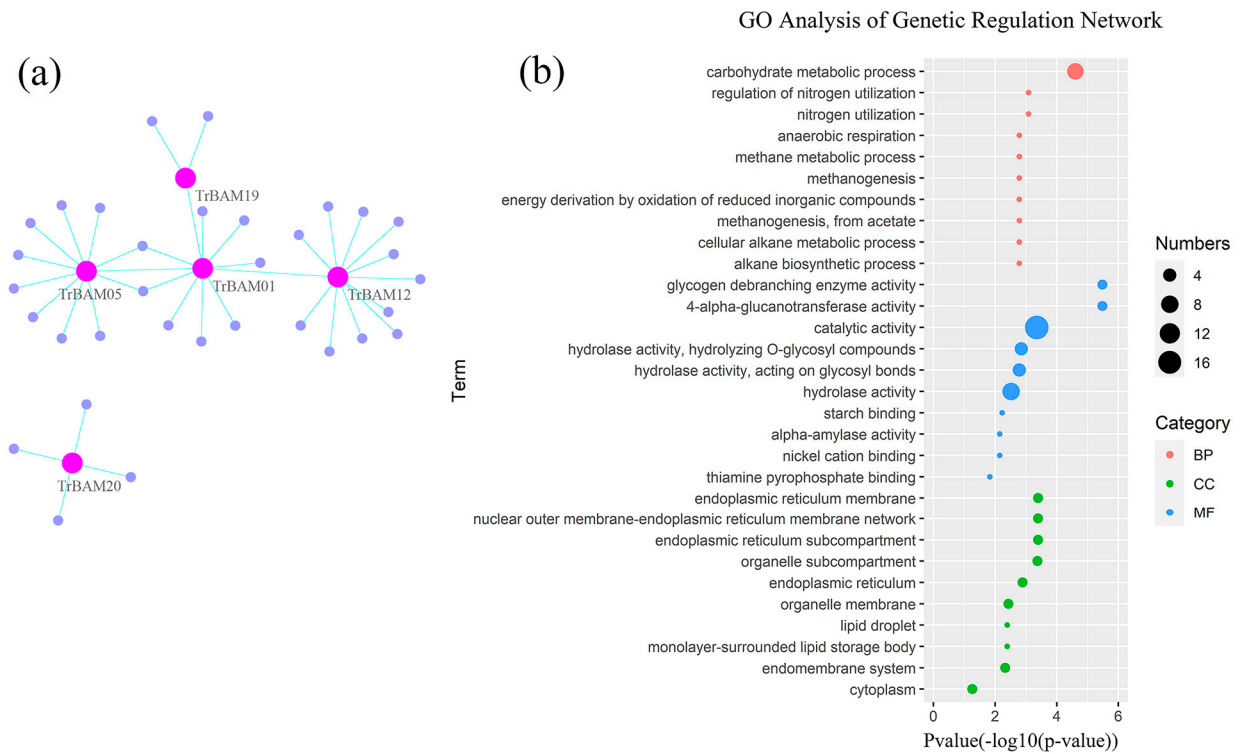 GO Analysis of Genetic Regulation Network
(a)
TrBAM19
TrBAM05
TrBAM01
TrBAM12
TrBAM20
(b)
Term
carbohydrate metabolic process
regulation of nitrogen utilization
nitrogen utilization
anaerobic respiration
methane metabolic process
methanogenesis
energy derivation by oxidation of reduced inorganic compounds
methanogenesis, from acetate
cellular alkane metabolic process
alkane biosynthetic process
glycogen debranching enzyme activity
4-alpha-glucanotransferase activity
catalytic activity
hydrolase activity, hydrolyzing O-glycosyl compounds
hydrolase activity, acting on glycosyl bonds
hydrolase activity
starch binding
alpha-amylase activity
nickel cation binding
thiamine pyrophosphate binding
endoplasmic reticulum membrane
nuclear outer membrane-endoplasmic reticulum membrane network
endoplasmic reticulum subcompartment
organelle subcompartment
endoplasmic reticulum
organelle membrane
lipid droplet
monolayer-surrounded lipid storage body
endomembrane system
cytoplasm
0 2 4 6
Pvalue(-log10(p-value))
Numbers
4
8
12
16
Category
BP
CC
MF